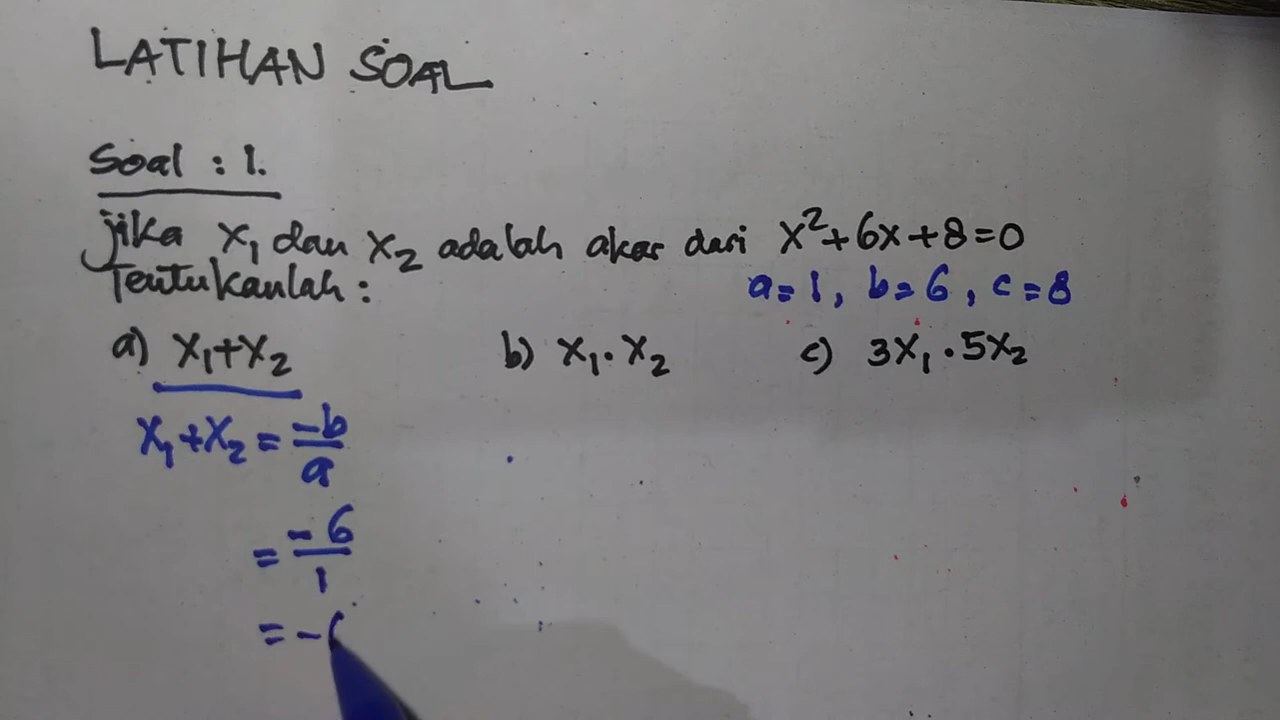 LATIHAN SOAL
Soal : 1.
jika x₁ dan x₂ adalah akar dari x²+6x+8=0
Tentukanlah :
a=1, b=6, c=8
a) x₁+x₂ b) x₁·x₂ c) 3x₁·5x₂
x₁+x₂ = -b/a
= -6/1
= -6